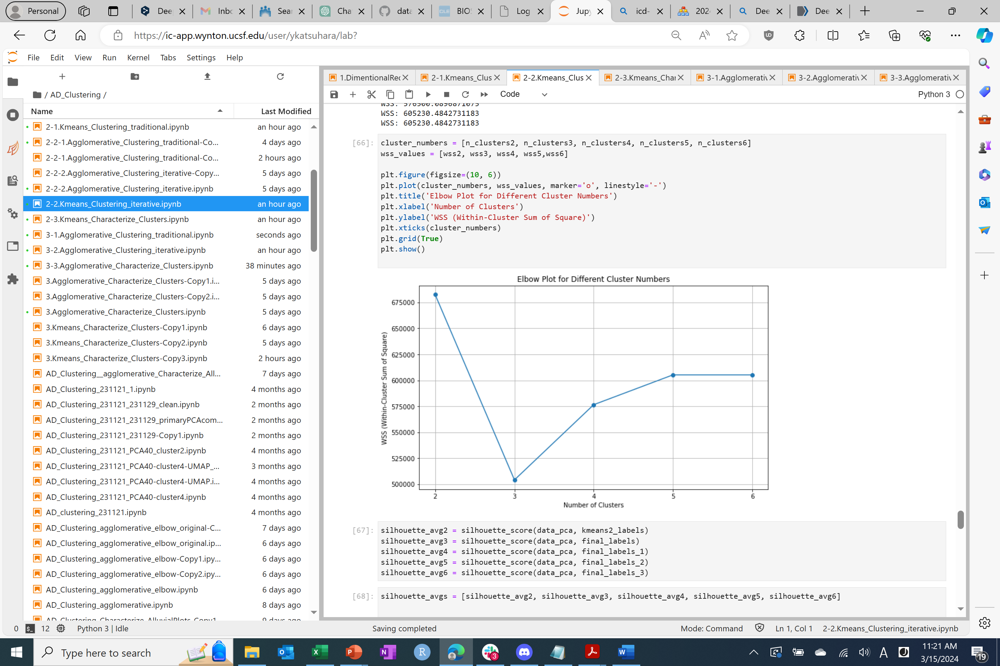 Personal
Dee
Inbo
Sear
Cha
data
CLE
BIO
Log
Jupy
icd-
202
Dee
Dee
https://ic-app.wynton.ucsf.edu/user/ykatsuhara/lab?
File Edit View Run Kernel Tabs Settings Help
/ AD_Clustering /
Name Last Modified
2-1.Kmeans_Clustering_traditional.ipynb an hour ago
2-2-1.Agglomerative_Clustering_traditional-Co... 4 days ago
2-2-1.Agglomerative_Clustering_traditional-Co... 2 hours ago
2-2-2.Agglomerative_Clustering_iterative-Copy... 5 days ago
2-2-2.Agglomerative_Clustering_iterative.ipynb 5 days ago
2-2.Kmeans_Clustering_iterative.ipynb an hour ago
2-3.Kmeans_Characterize_Clusters.ipynb an hour ago
3-1.Agglomerative_Clustering_traditional.ipynb seconds ago
3-2.Agglomerative_Clustering_iterative.ipynb an hour ago
3-3.Agglomerative_Characterize_Clusters.ipynb 38 minutes ago
3.Agglomerative_Characterize_Clusters-Copy1.i... 5 days ago
3.Agglomerative_Characterize_Clusters-Copy2.i... 5 days ago
3.Agglomerative_Characterize_Clusters.ipynb 5 days ago
3.Kmeans_Characterize_Clusters-Copy1.ipynb 6 days ago
3.Kmeans_Characterize_Clusters-Copy2.ipynb 5 days ago
3.Kmeans_Characterize_Clusters-Copy3.ipynb 2 hours ago
AD_Clustering__agglomerative_Characterize_All... 7 days ago
AD_Clustering_231121_1.ipynb 4 months ago
AD_Clustering_231121_231129_clean.ipynb 2 months ago
AD_Clustering_231121_231129_primaryPCAcom... 2 months ago
AD_Clustering_231121_231129-Copy1.ipynb 2 months ago
AD_Clustering_231121_PCA40_cluster2.ipynb 4 months ago
AD_Clustering_231121_PCA40-cluster4-UMAP_... 3 months ago
AD_Clustering_231121_PCA40-cluster4-UMAP.i... 4 months ago
AD_Clustering_231121_PCA40-cluster4.ipynb 4 months ago
AD_clustering_231121.ipynb 4 months ago
AD_Clustering_agglomerative_elbow_original-C... 7 days ago
AD_Clustering_agglomerative_elbow_original.ip... 6 days ago
AD_Clustering_agglomerative_elbow-Copy1.ipy... 6 days ago
AD_Clustering_agglomerative_elbow-Copy2.ipy... 6 days ago
AD_Clustering_agglomerative_elbow.ipynb 6 days ago
AD_Clustering_agglomerative.ipynb 8 days ago
AD_Clustering_Characterize_AlluvialPlots-Copy1 9 days ago
1.DimentionalRec
2-1.Kmeans_Clus
2-2.Kmeans_Clus
2-3.Kmeans_Char
3-1.Agglomerativ
3-2.Agglomerativ
3-3.Agglomerativ
Code
Python 3
WSS: 576500.0896871075
WSS: 605230.4842731183
WSS: 605230.4842731183
[66]: cluster_numbers = [n_clusters2, n_clusters3, n_clusters4, n_clusters5, n_clusters6]
wss_values = [wss2, wss3, wss4, wss5,wss6]
plt.figure(figsize=(10, 6))
plt.plot(cluster_numbers, wss_values, marker='o', linestyle='-')
plt.title('Elbow Plot for Different Cluster Numbers')
plt.xlabel('Number of Clusters')
plt.ylabel('WSS (Within-Cluster Sum of Square)')
plt.xticks(cluster_numbers)
plt.grid(True)
plt.show()
Elbow Plot for Different Cluster Numbers
WSS (Within-Cluster Sum of Square)
675000
650000
625000
600000
575000
550000
525000
500000
2 3 4 5 6
Number of Clusters
[67]: silhouette_avg2 = silhouette_score(data_pca, kmeans2_labels)
silhouette_avg3 = silhouette_score(data_pca, final_labels)
silhouette_avg4 = silhouette_score(data_pca, final_labels_1)
silhouette_avg5 = silhouette_score(data_pca, final_labels_2)
silhouette_avg6 = silhouette_score(data_pca, final_labels_3)
[68]: silhouette_avgs = [silhouette_avg2, silhouette_avg3, silhouette_avg4, silhouette_avg5, silhouette_avg6]
0 12 Python 3 | Idle Saving completed Mode: Command Ln 1, Col 1 2-2.Kmeans_Clustering_iterative.ipynb
Type here to search
3
A
11:21 AM
3/15/2024
19